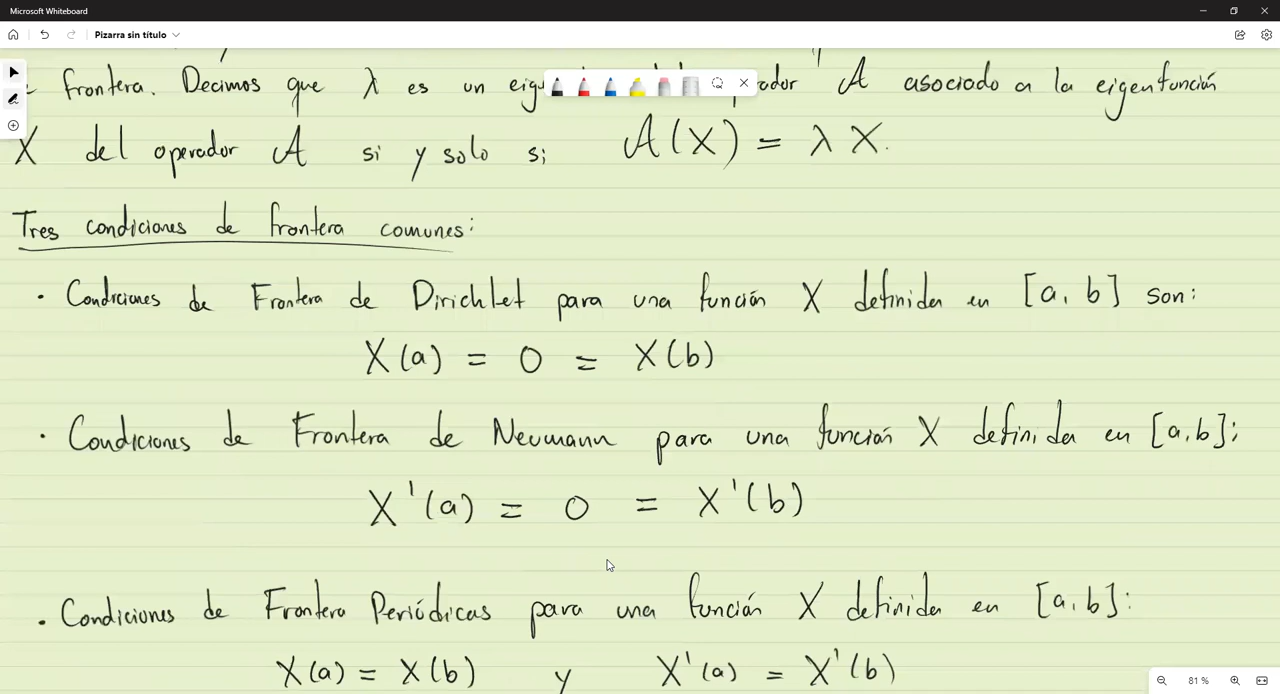 Microsoft Whiteboard
Pizarra sin título
frontera. Decimos que λ es un 𝒜 asociado a la eigenfunción
X del operador 𝒜 si y solo si 𝒜(X) = λX.
Tres condiciones de frontera comunes:
· Condiciones de Frontera de Dirichlet para una función X definida en [a, b] son:
X(a) = 0 = X(b)
· Condiciones de Frontera de Neumann para una función X definida en [a,b]:
X'(a) = 0 = X'(b)
· Condiciones de Frontera Periódicas para una función X definida en [a,b]:
X(a) = X(b) y X'(a) = X'(b)
81 %